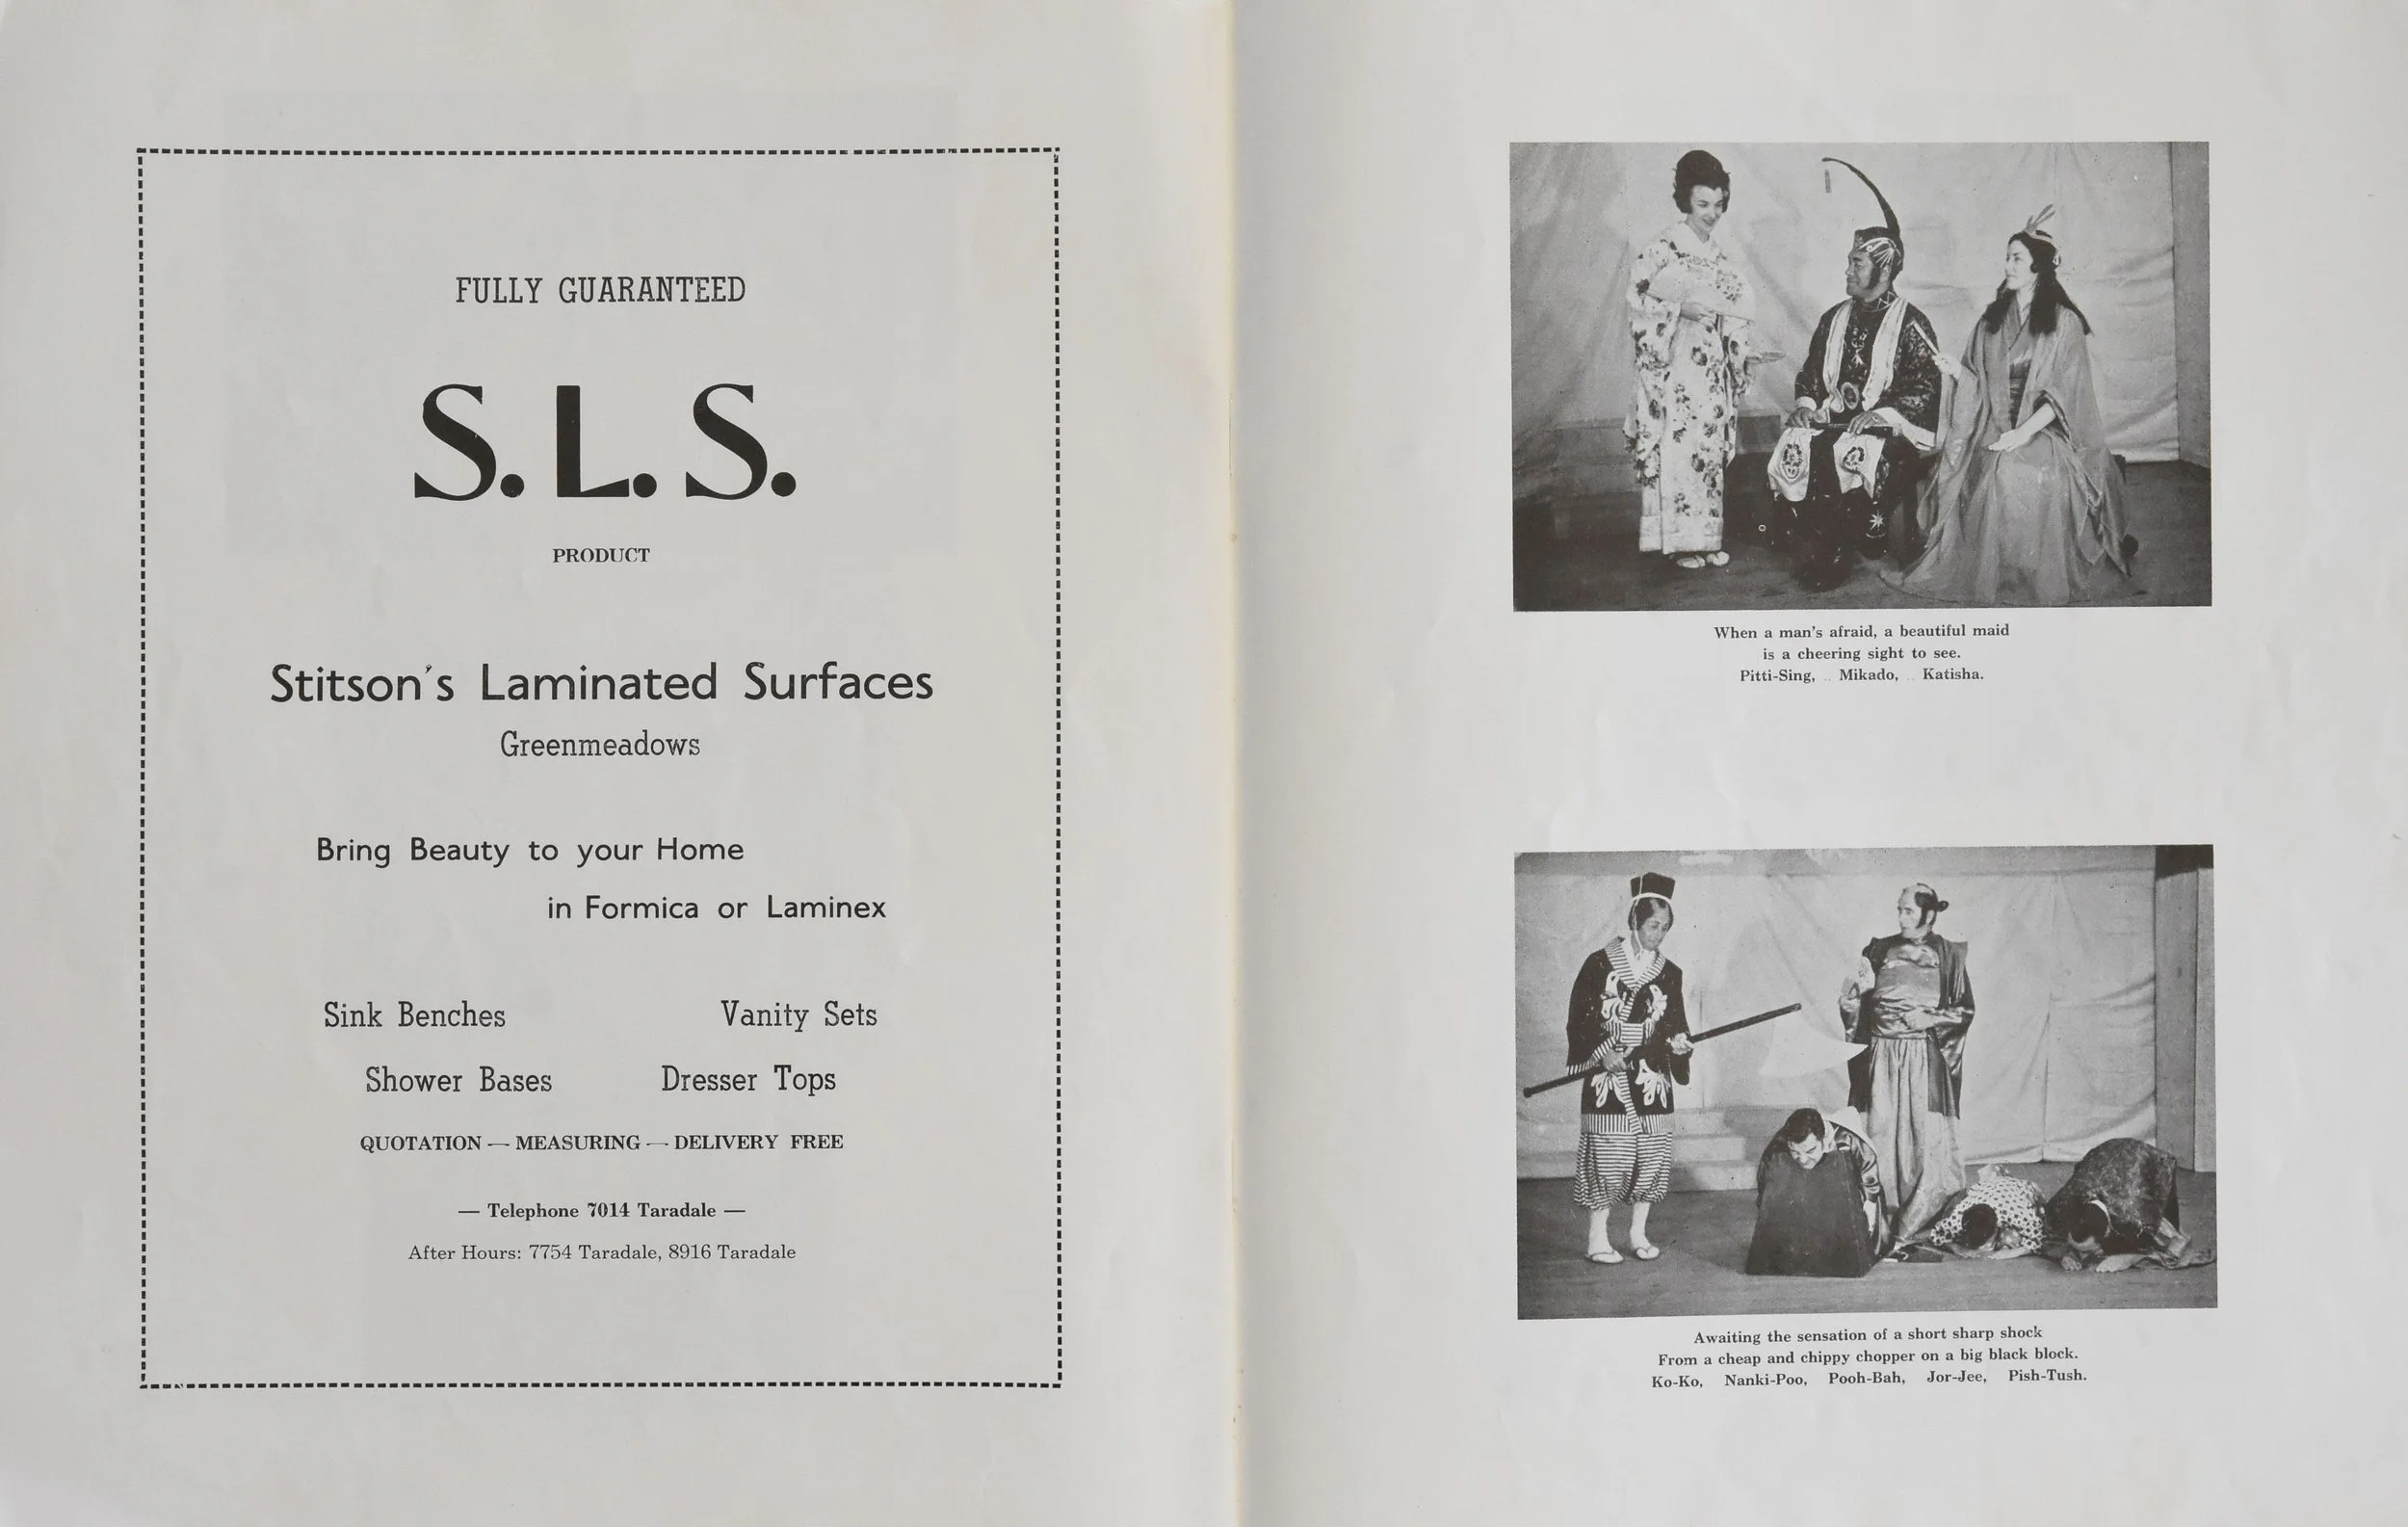 FULLY GUARANTEED
S. L. S.
PRODUCT
Stitson's Laminated Surfaces
Greenmeadows
Bring Beauty to your Home
in Formica or Laminex
Sink Benches Vanity Sets
Shower Bases Dresser Tops
QUOTATION — MEASURING — DELIVERY FREE
— Telephone 7014 Taradale —
After Hours: 7754 Taradale, 8916 Taradale
When a man's afraid, a beautiful maid
is a cheering sight to see.
Pitti-Sing, .. Mikado, .. Katisha.
Awaiting the sensation of a short sharp shock
From a cheap and chippy chopper on a big black block.
Ko-Ko, Nanki-Poo, Pooh-Bah, Jor-Jee, Pish-Tush.